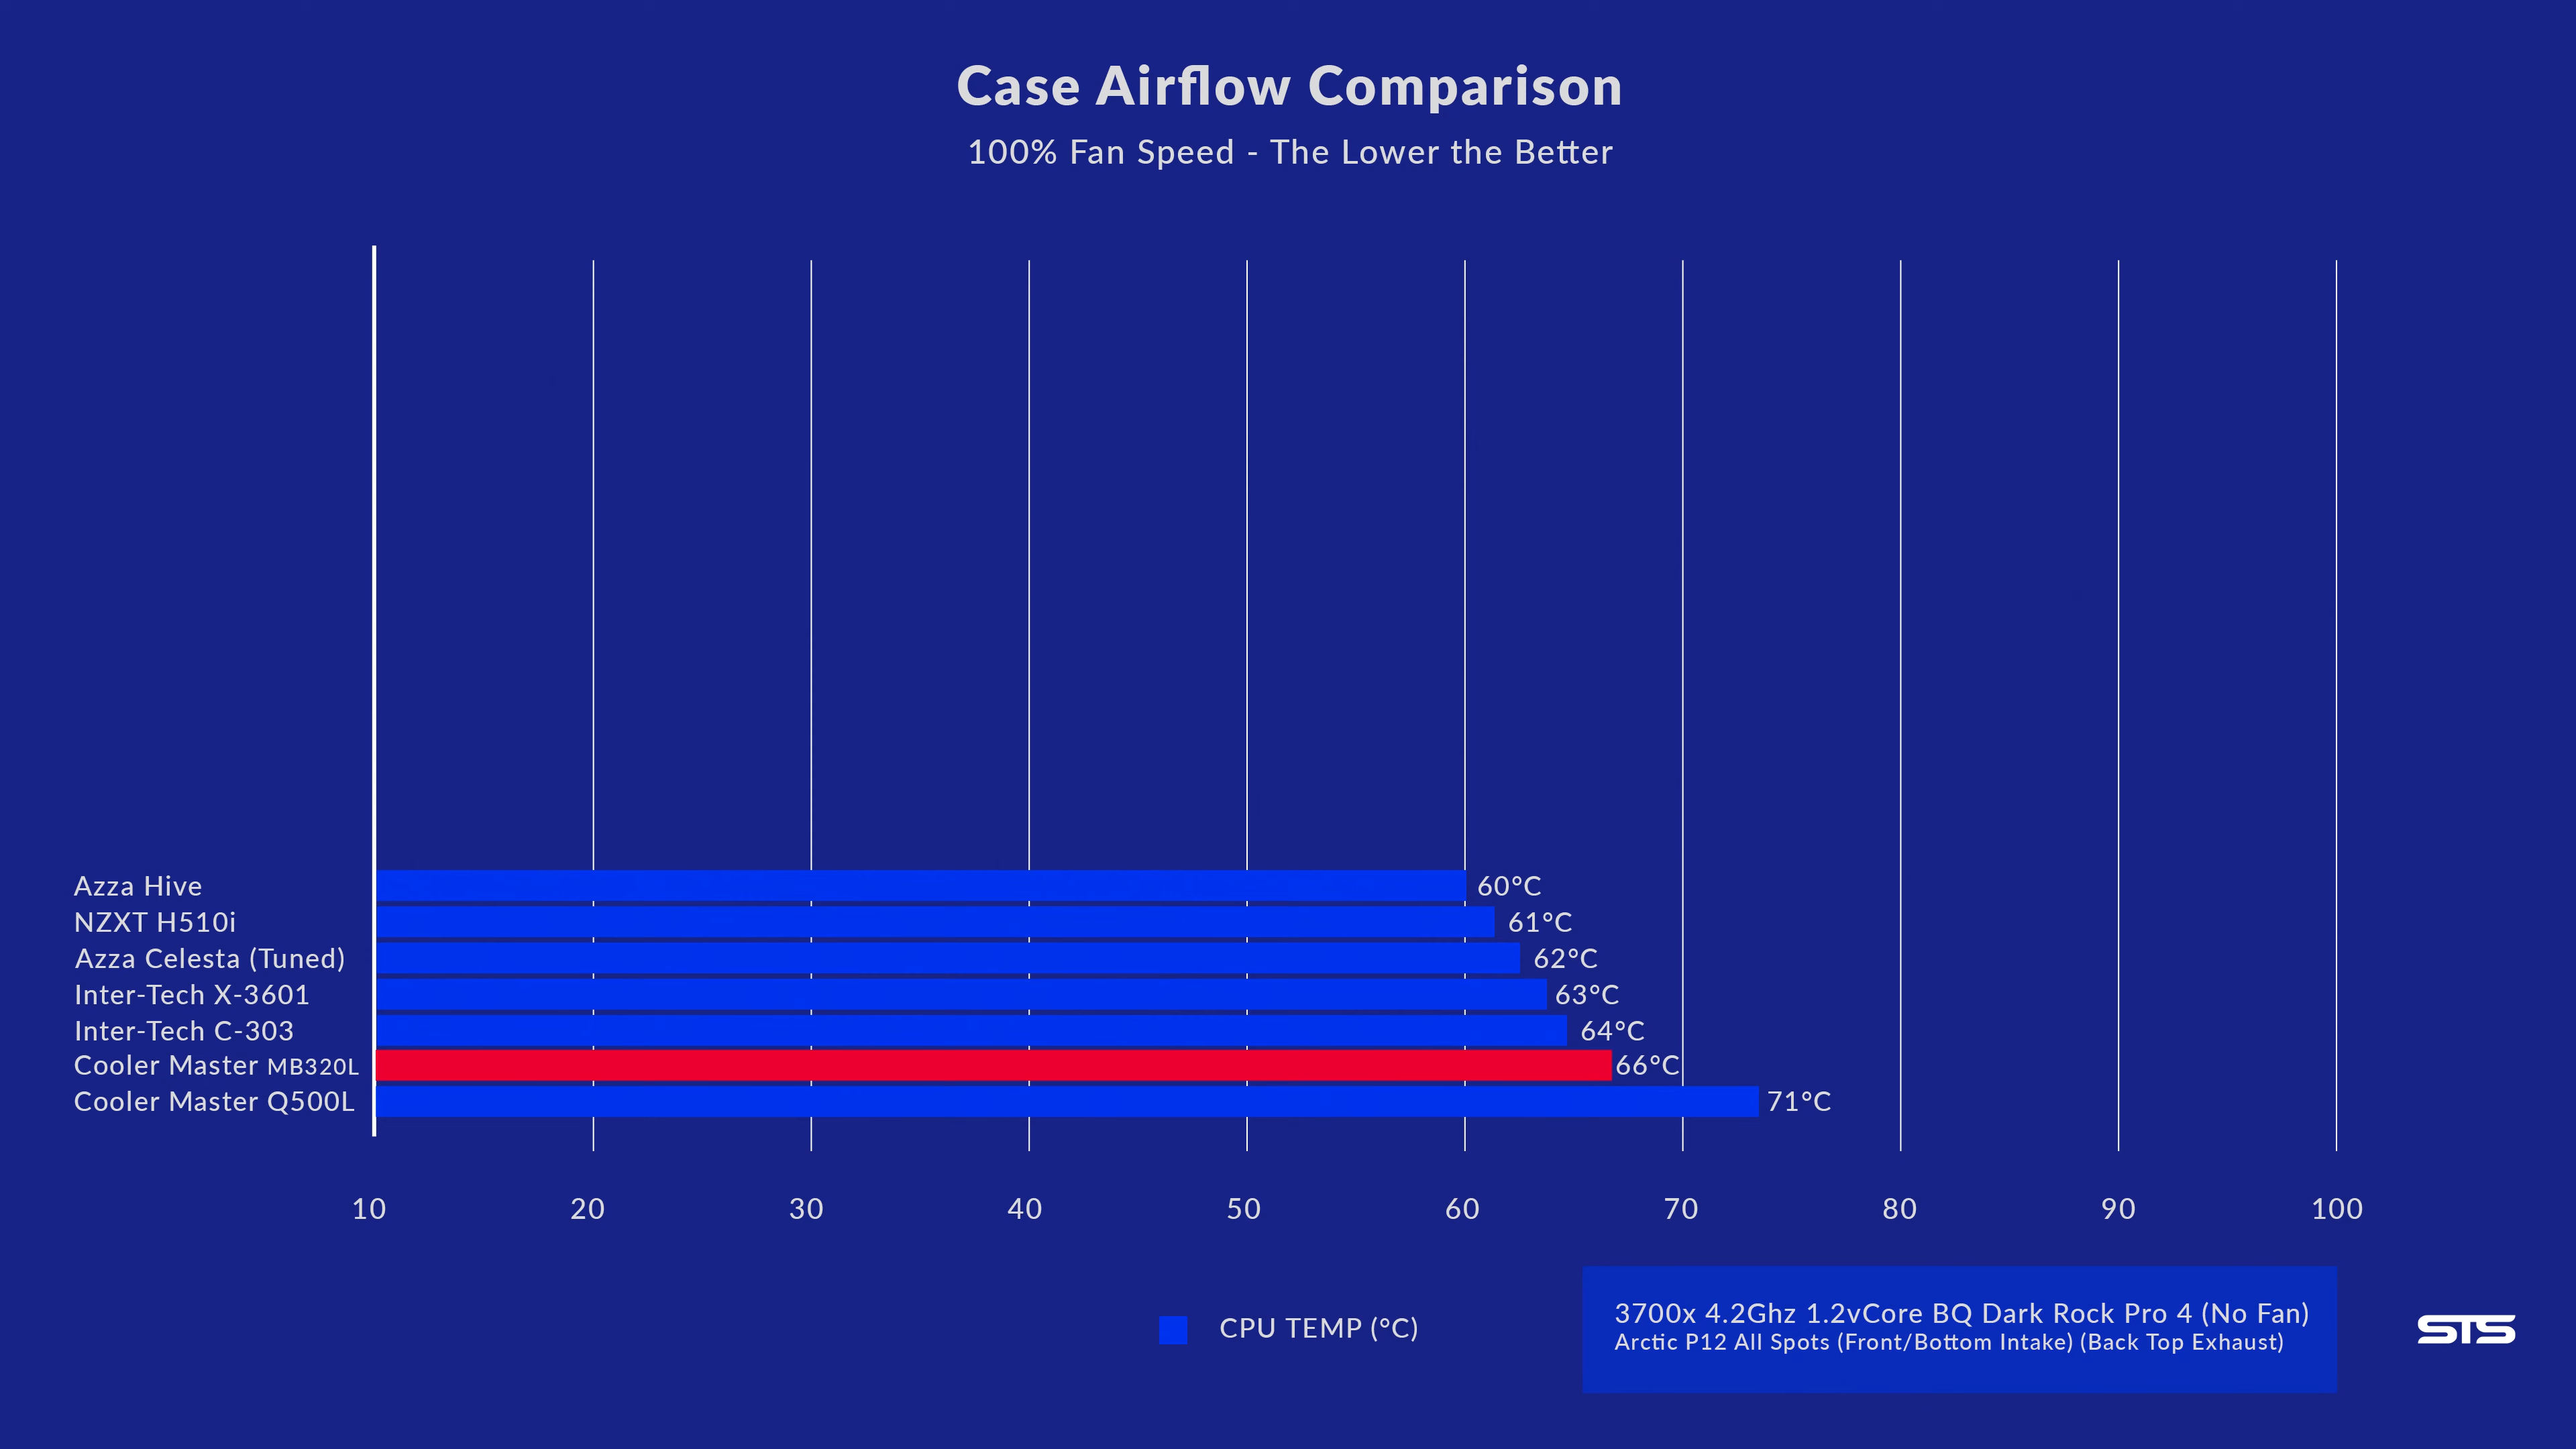 Case Airflow Comparison
100% Fan Speed - The Lower the Better
Azza Hive 60°C
NZXT H510i 61°C
Azza Celesta (Tuned) 62°C
Inter-Tech X-3601 63°C
Inter-Tech C-303 64°C
Cooler Master MB320L 66°C
Cooler Master Q500L 71°C
10 20 30 40 50 60 70 80 90 100
CPU TEMP (°C)
3700x 4.2Ghz 1.2vCore BQ Dark Rock Pro 4 (No Fan)
Arctic P12 All Spots (Front/Bottom Intake) (Back Top Exhaust)
STS